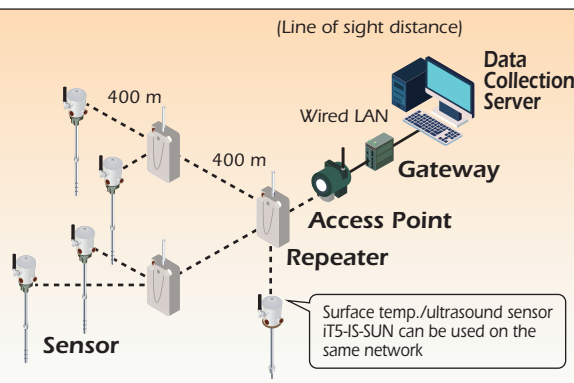 (Line of sight distance)
Data
Collection
Server
400 m
Wired LAN
400 m
Gateway
Access Point
Repeater
Surface temp./ultrasound sensor
iT5-IS-SUN can be used on the
same network
Sensor